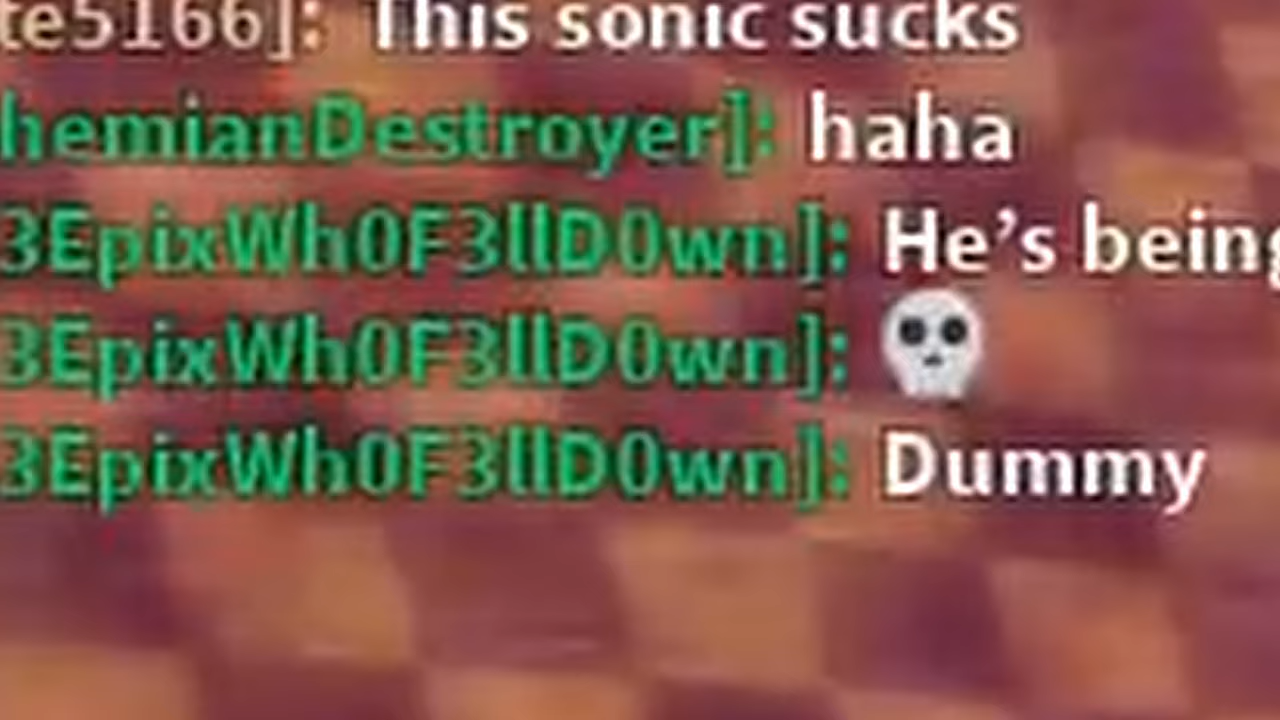 te5166]: This sonic sucks
hemianDestroyer]: haha
3EpixWh0F3llD0wn]: He’s being
3EpixWh0F3llD0wn]: 💀
3EpixWh0F3llD0wn]: Dummy